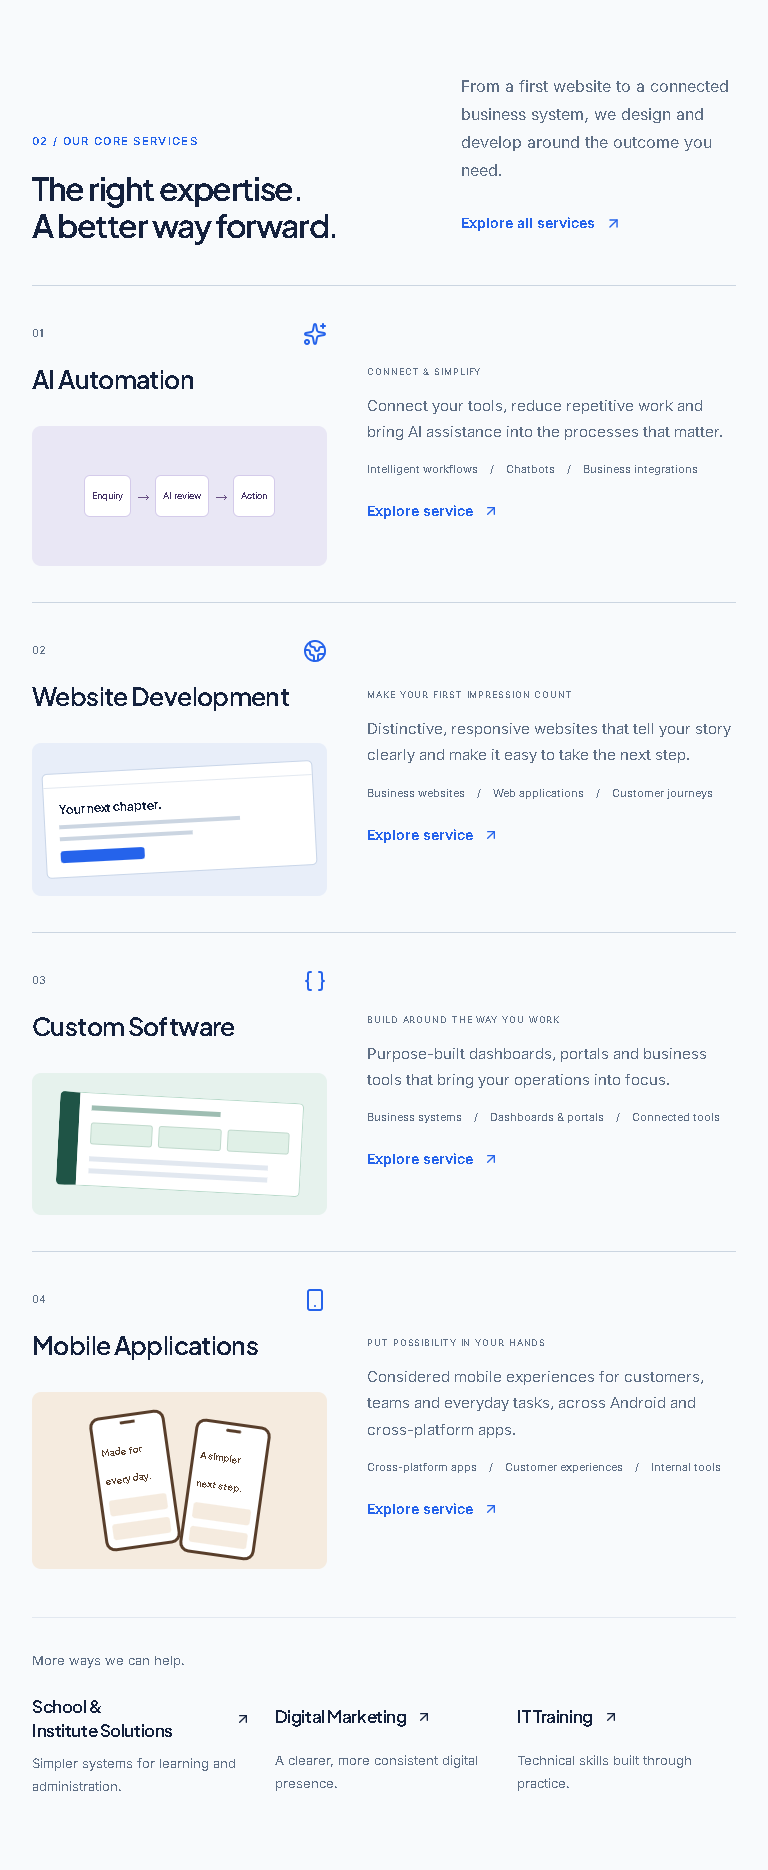 From a first website to a connected
business system, we design and
develop around the outcome you
need.
02 / OUR CORE SERVICES
The right expertise.
A better way forward.
Explore all services
01
AI Automation
CONNECT & SIMPLIFY
Connect your tools, reduce repetitive work and
bring AI assistance into the processes that matter.
Intelligent workflows / Chatbots / Business integrations
Explore service
Enquiry → AI review → Action
02
Website Development
MAKE YOUR FIRST IMPRESSION COUNT
Distinctive, responsive websites that tell your story
clearly and make it easy to take the next step.
Business websites / Web applications / Customer journeys
Explore service
Your next chapter.
03
Custom Software
BUILD AROUND THE WAY YOU WORK
Purpose-built dashboards, portals and business
tools that bring your operations into focus.
Business systems / Dashboards & portals / Connected tools
Explore service
04
Mobile Applications
PUT POSSIBILITY IN YOUR HANDS
Considered mobile experiences for customers,
teams and everyday tasks, across Android and
cross-platform apps.
Cross-platform apps / Customer experiences / Internal tools
Explore service
Made for
every day.
A simpler
next step.
More ways we can help.
School &
Institute Solutions
Simpler systems for learning and
administration.
Digital Marketing
A clearer, more consistent digital
presence.
IT Training
Technical skills built through
practice.